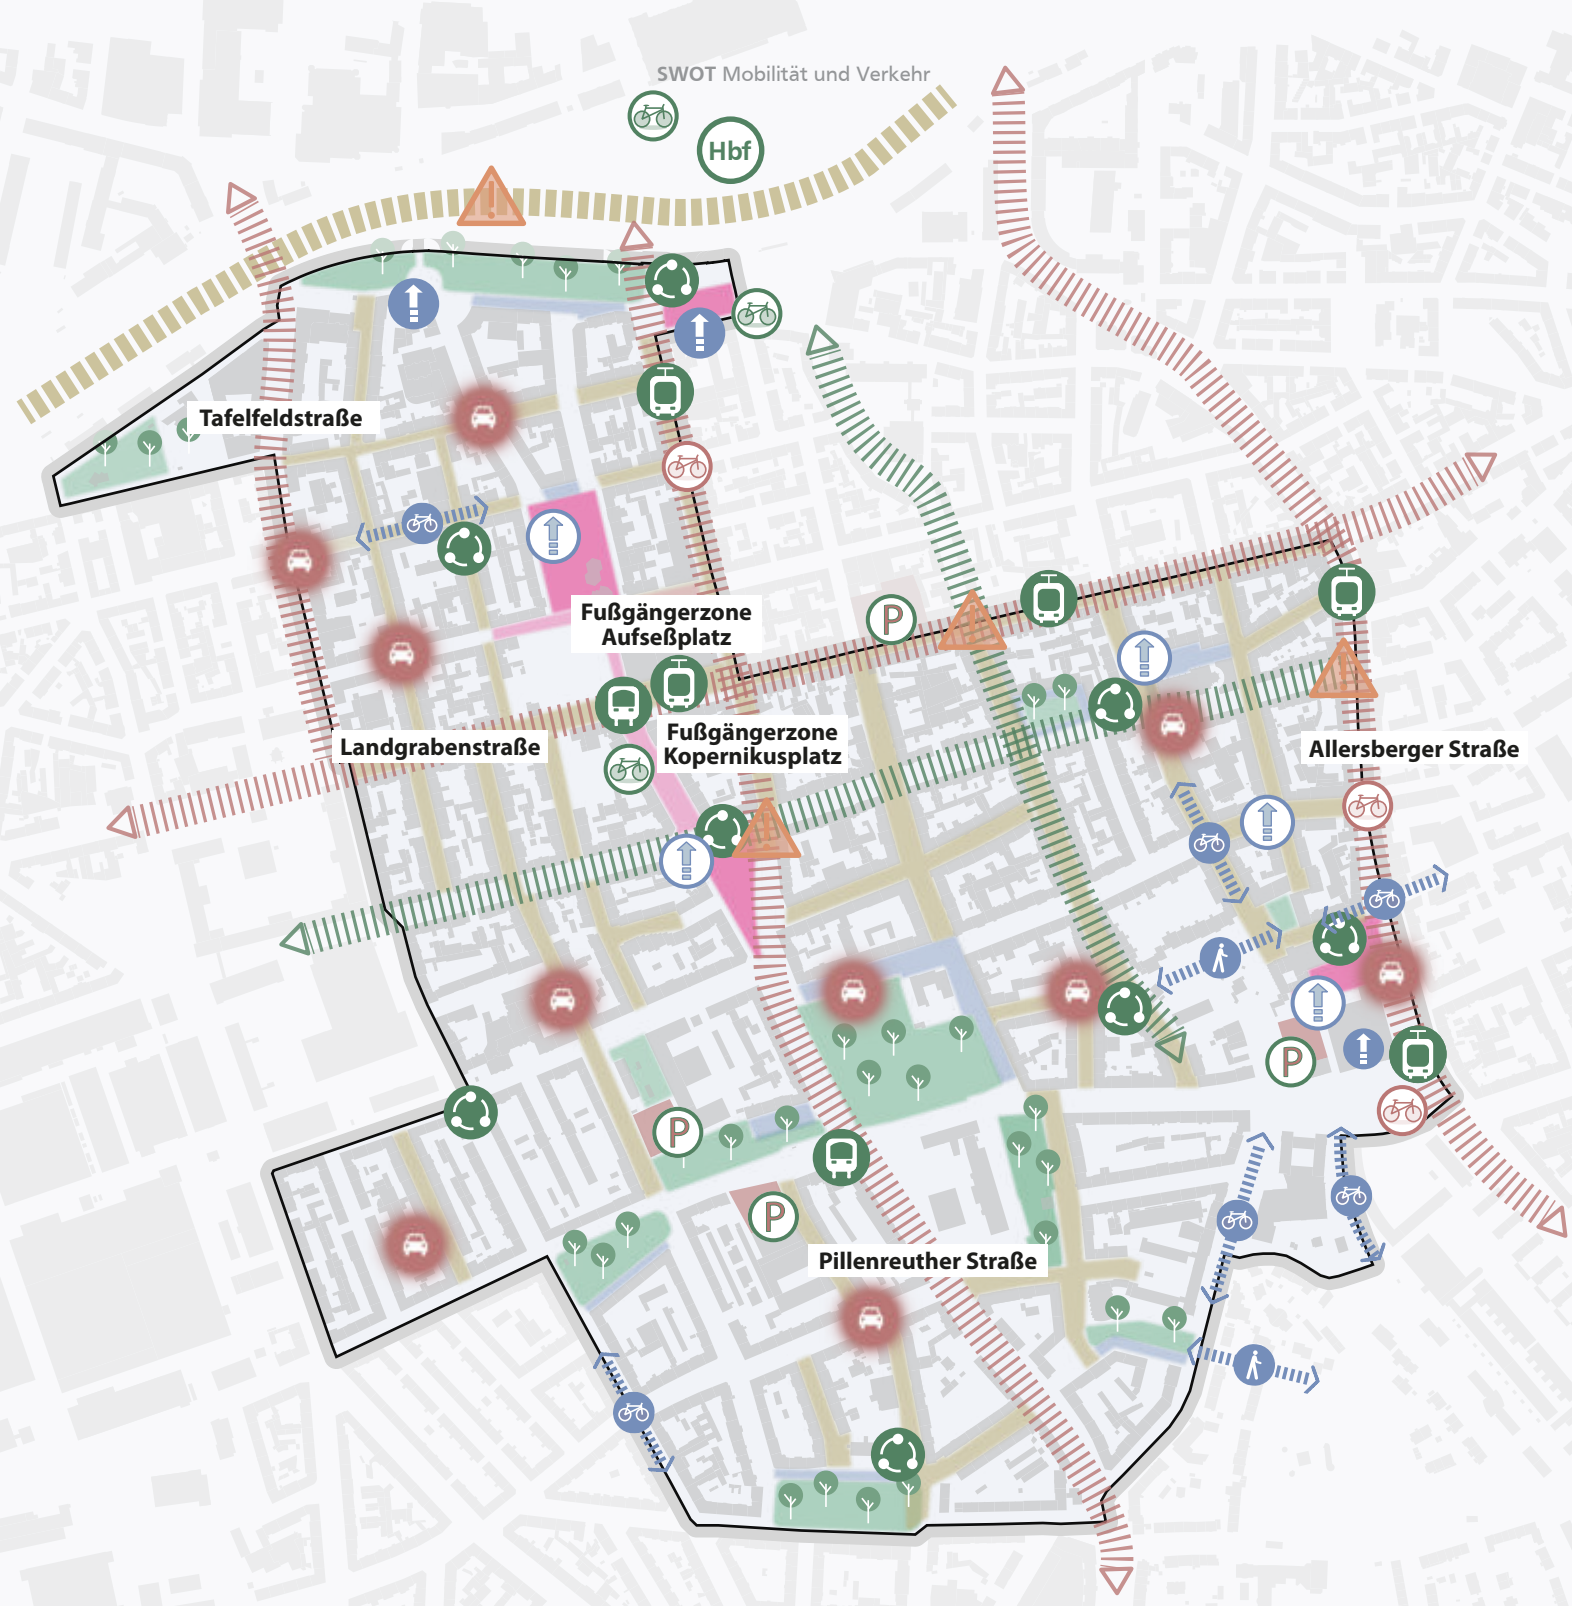 SWOT Mobilität und Verkehr
Hbf
Tafelfeldstraße
Fußgängerzone
Aufseßplatz
P
Fußgängerzone
Kopernikusplatz
Landgrabenstraße
Allersberger Straße
P
P
P
Pillenreuther Straße